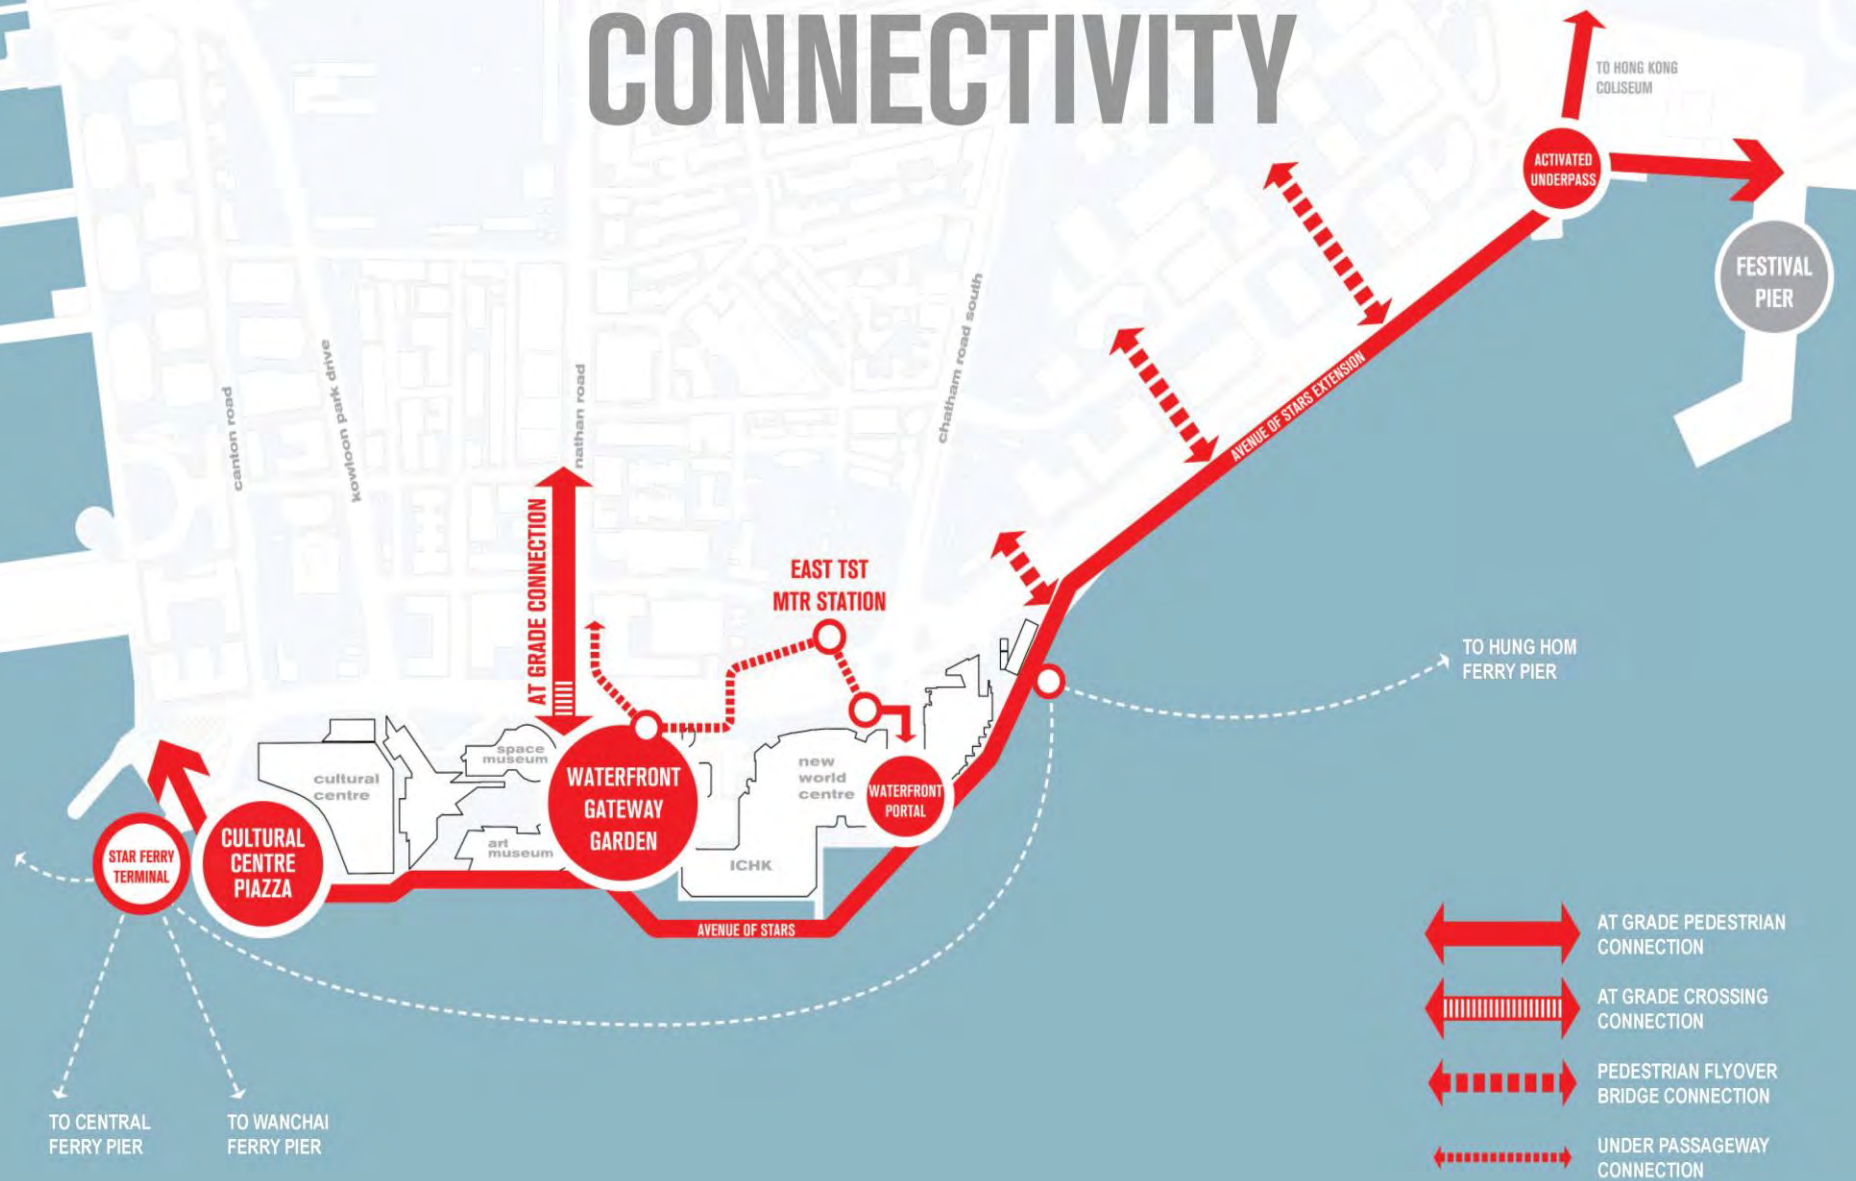 CONNECTIVITY
TO HONG KONG
COLISEUM
ACTIVATED
UNDERPASS
FESTIVAL
PIER
AVENUE OF STARS EXTENSION
canton road
kowloon park drive
nathan road
chatham road south
AT GRADE CONNECTION
EAST TST
MTR STATION
TO HUNG HOM
FERRY PIER
cultural
centre
space
museum
art
museum
WATERFRONT
GATEWAY
GARDEN
new
world
centre
ICHK
WATERFRONT
PORTAL
STAR FERRY
TERMINAL
CULTURAL
CENTRE
PIAZZA
AVENUE OF STARS
TO CENTRAL
FERRY PIER
TO WANCHAI
FERRY PIER
AT GRADE PEDESTRIAN
CONNECTION
AT GRADE CROSSING
CONNECTION
PEDESTRIAN FLYOVER
BRIDGE CONNECTION
UNDER PASSAGEWAY
CONNECTION